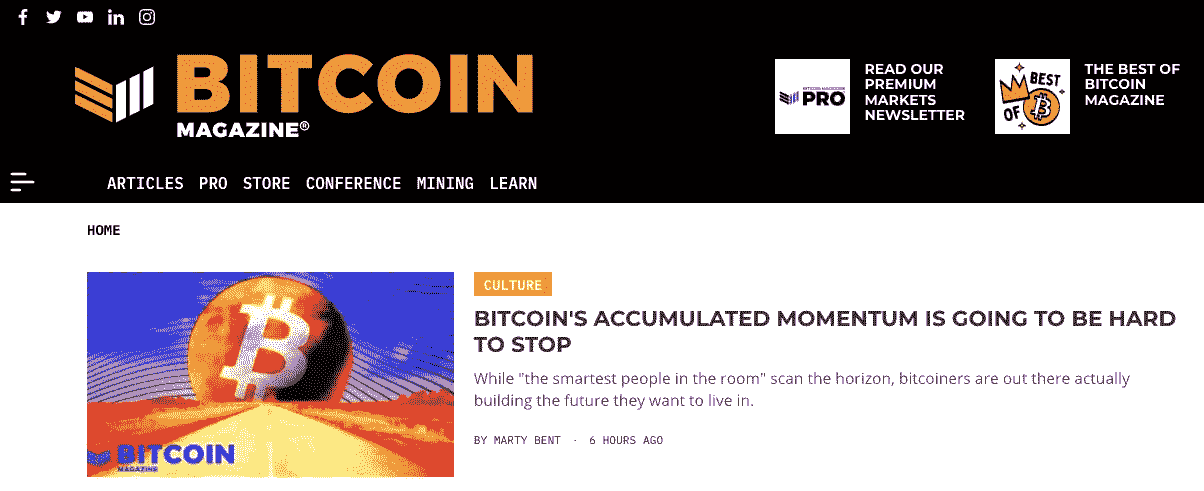 BITCOIN
MAGAZINE®
PRO
READ OUR
PREMIUM
MARKETS
NEWSLETTER
BEST
OF
THE BEST OF
BITCOIN
MAGAZINE
ARTICLES PRO STORE CONFERENCE MINING LEARN
HOME
CULTURE
BITCOIN'S ACCUMULATED MOMENTUM IS GOING TO BE HARD
TO STOP
While "the smartest people in the room" scan the horizon, bitcoiners are out there actually
building the future they want to live in.
BY MARTY BENT · 6 HOURS AGO
BITCOIN
MAGAZINE